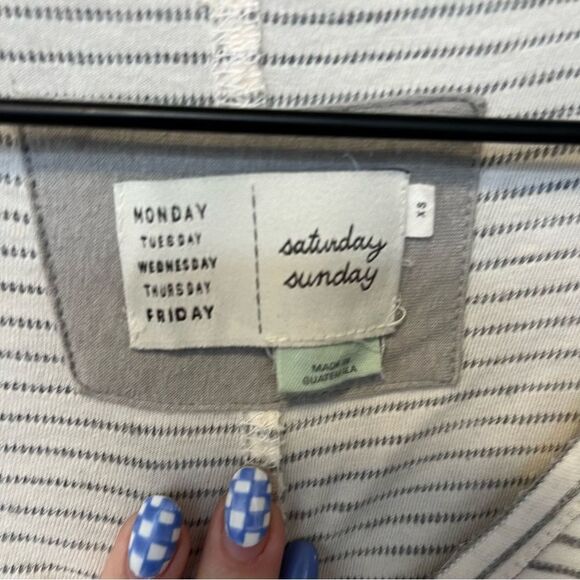 MONDAY
TUESDAY
WEDNESDAY
THURSDAY
FRIDAY
saturday
sunday
XS
MADE IN
GUATEMALA